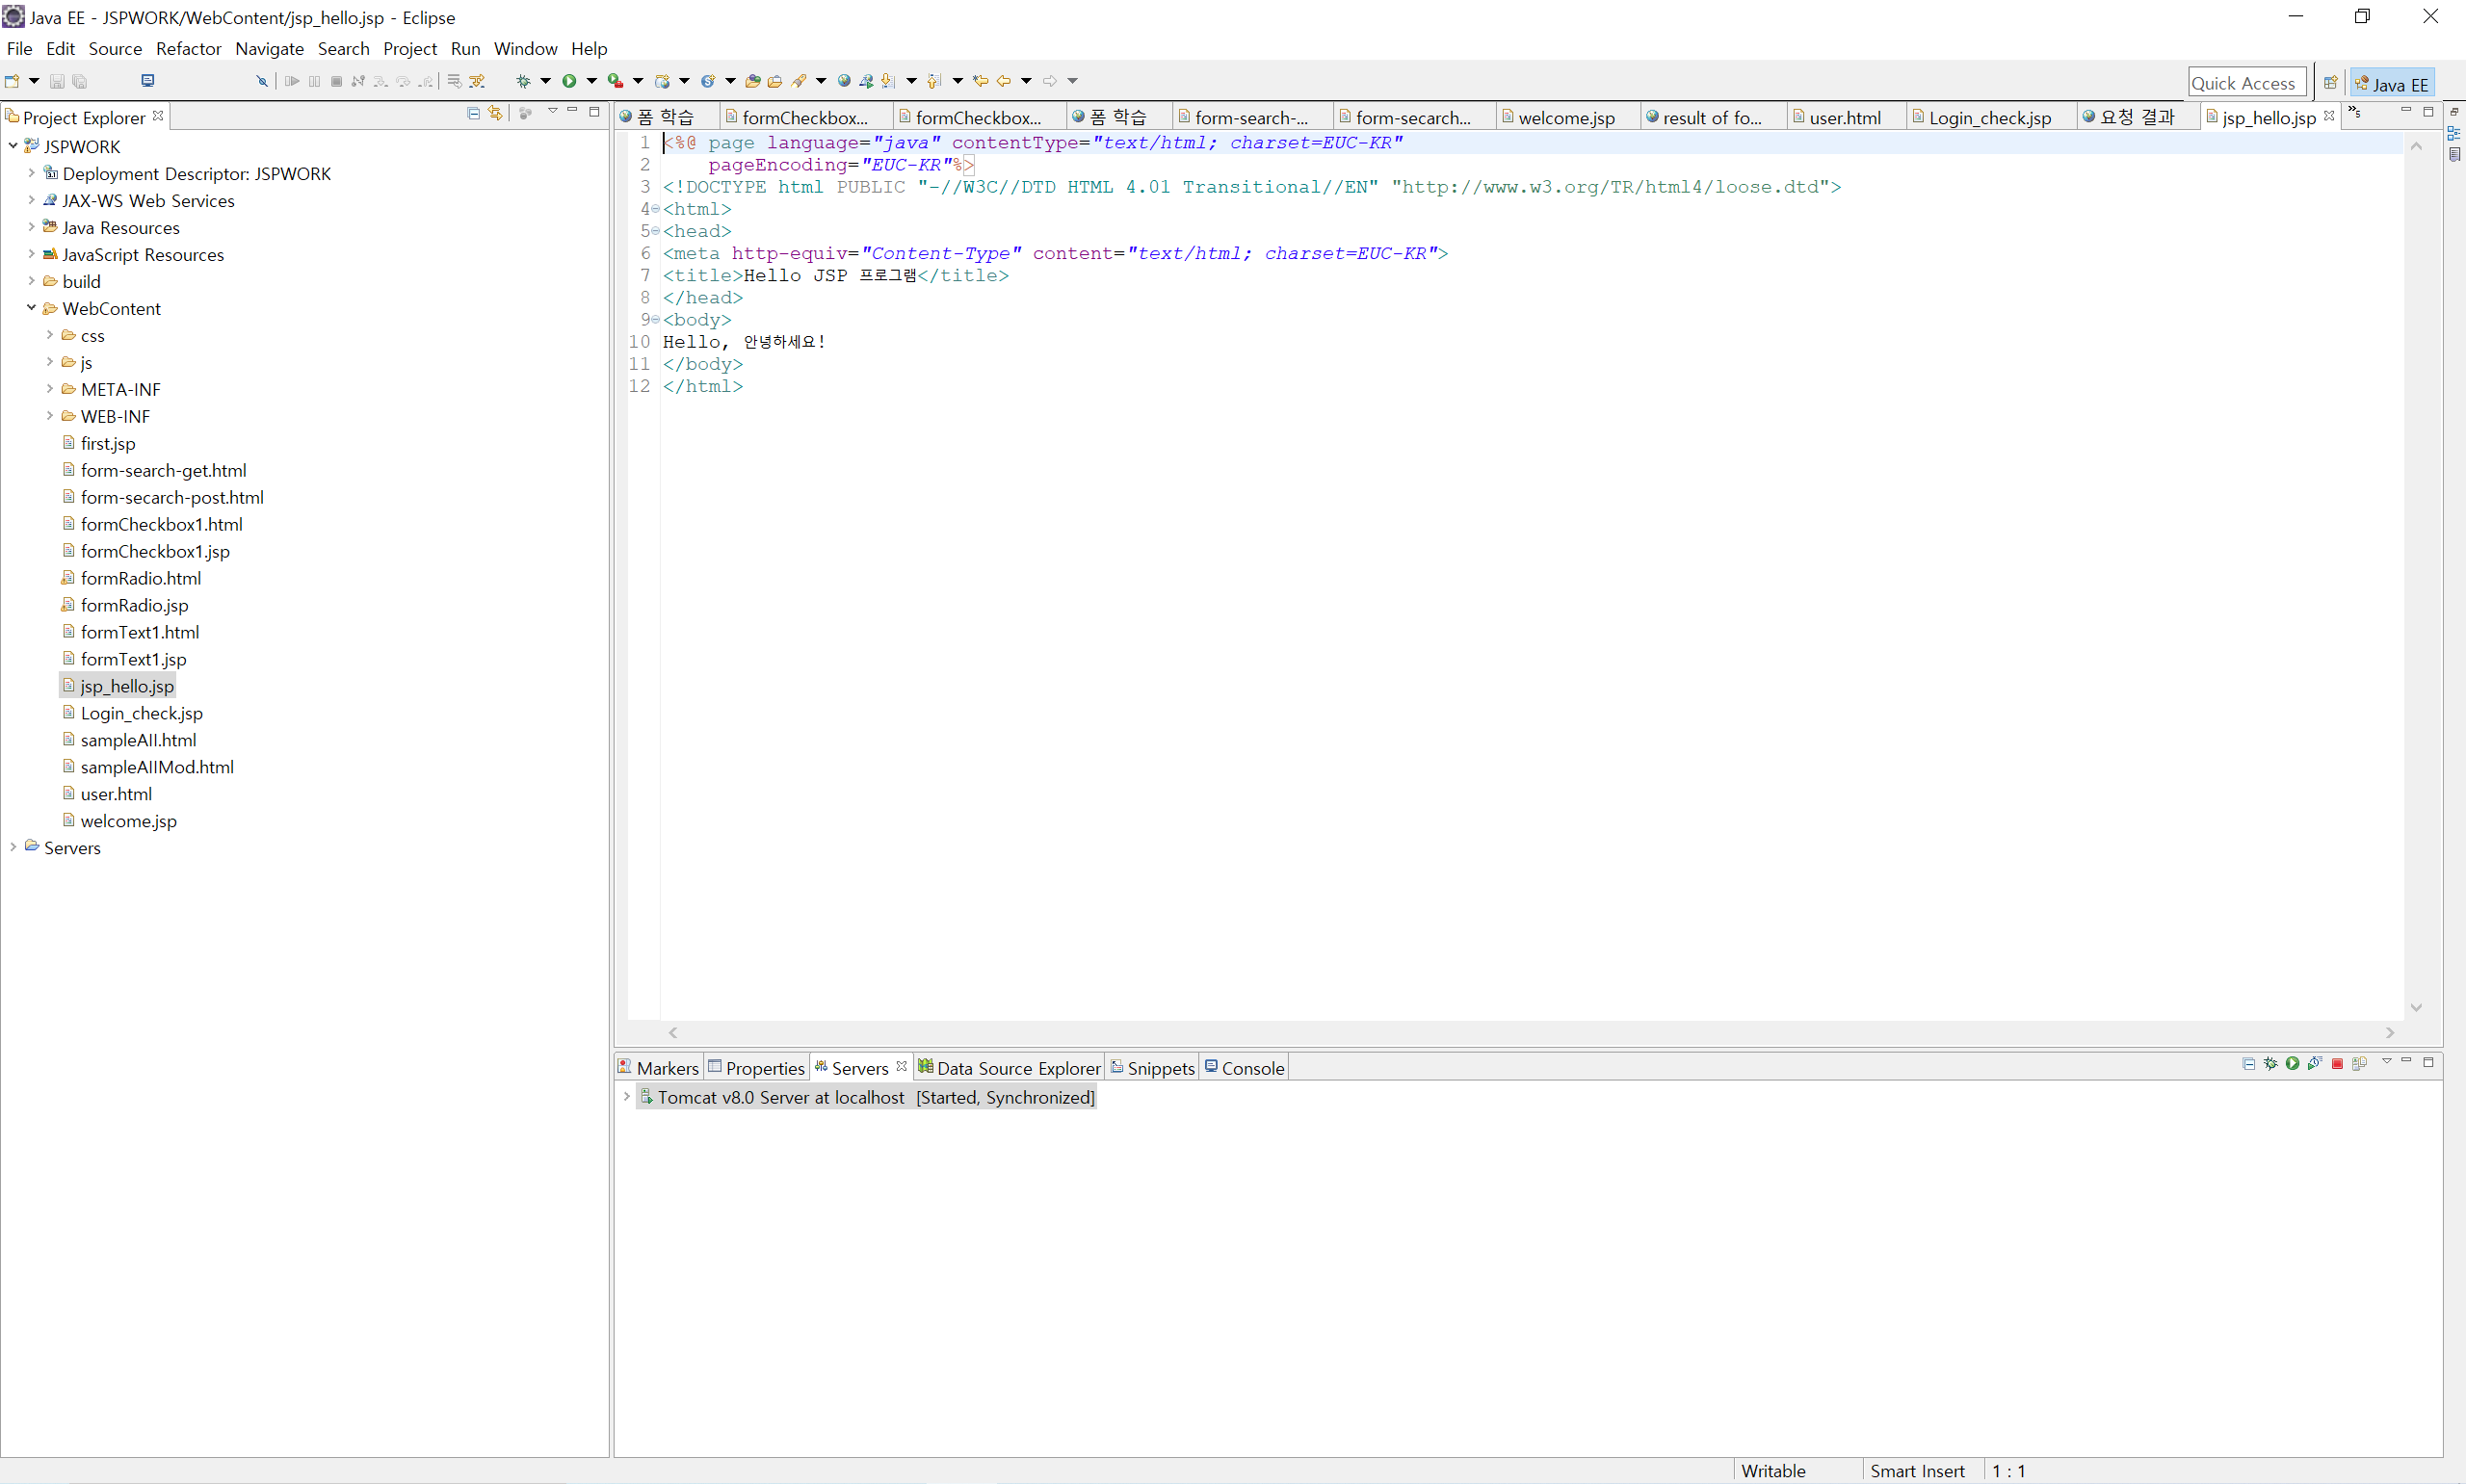 Java EE - JSPWORK/WebContent/jsp_hello.jsp - Eclipse
File Edit Source Refactor Navigate Search Project Run Window Help
Quick Access
Java EE
Project Explorer
JSPWORK
Deployment Descriptor: JSPWORK
JAX-WS Web Services
Java Resources
JavaScript Resources
build
WebContent
css
js
META-INF
WEB-INF
first.jsp
form-search-get.html
form-secarch-post.html
formCheckbox1.html
formCheckbox1.jsp
formRadio.html
formRadio.jsp
formText1.html
formText1.jsp
jsp_hello.jsp
Login_check.jsp
sampleAll.html
sampleAllMod.html
user.html
welcome.jsp
Servers
폼 학습 formCheckbox... formCheckbox... 폼 학습 form-search-... form-secarch... welcome.jsp result of fo... user.html Login_check.jsp 요청 결과 jsp_hello.jsp »5
1 <%@ page language="java" contentType="text/html; charset=EUC-KR"
2 pageEncoding="EUC-KR"%>
3 <!DOCTYPE html PUBLIC "-//W3C//DTD HTML 4.01 Transitional//EN" "http://www.w3.org/TR/html4/loose.dtd">
4 <html>
5 <head>
6 <meta http-equiv="Content-Type" content="text/html; charset=EUC-KR">
7 <title>Hello JSP 프로그램</title>
8 </head>
9 <body>
10 Hello, 안녕하세요!
11 </body>
12 </html>
Markers Properties Servers Data Source Explorer Snippets Console
Tomcat v8.0 Server at localhost [Started, Synchronized]
Writable Smart Insert 1 : 1